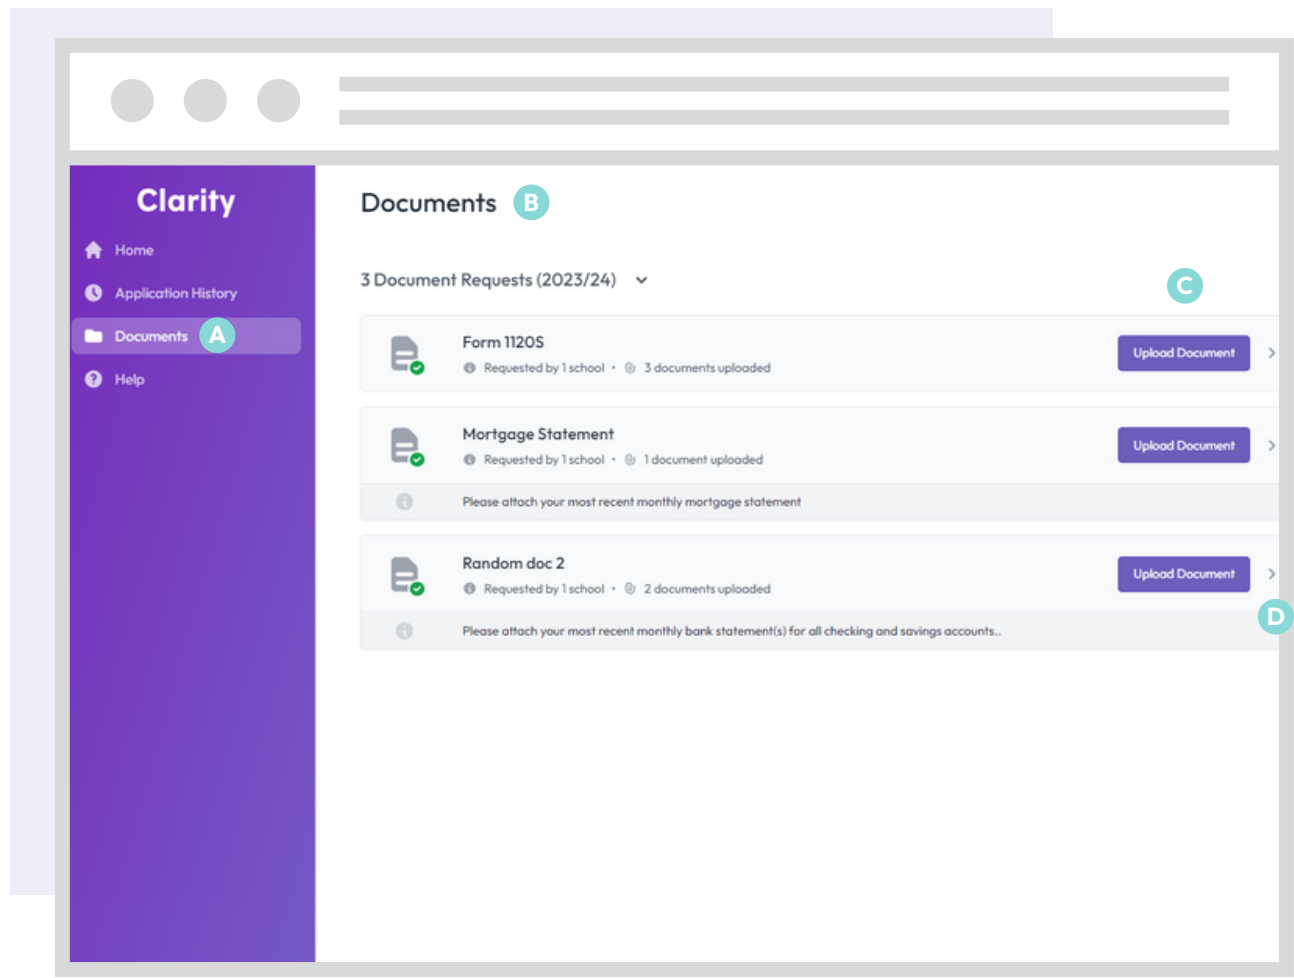 Clarity
Home
Application History
Documents A
Help
Documents B
3 Document Requests (2023/24)
C
Form 1120S
Requested by 1 school • 3 documents uploaded
Upload Document
Mortgage Statement
Requested by 1 school • 1 document uploaded
Upload Document
Please attach your most recent monthly mortgage statement
Random doc 2
Requested by 1 school • 2 documents uploaded
Upload Document
D
Please attach your most recent monthly bank statement(s) for all checking and savings accounts..